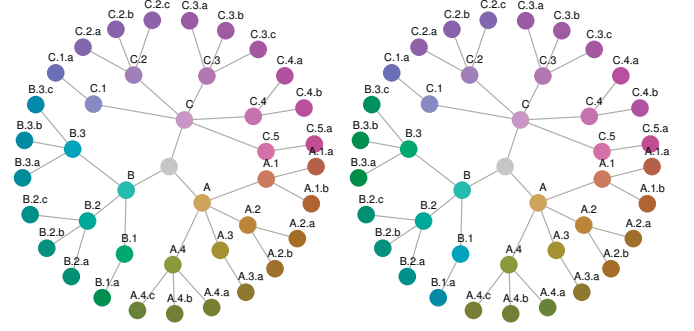 C.2.c
C.3.a
C.2.b
C.3.b
C.2.a
C.3.c
C.1.a
C.2
C.3
C.4.a
B.3.c
C.1
C.4
C.4.b
C
B.3.b
B.3
C.5
C.5.a
A.1.a
B.3.a
A.1
B
A
A.1.b
B.2.c
B.2
A.2
A.2.a
B.2.b
B.1
A.4
A.3
A.2.b
B.2.a
B.1.a
A.4.c
A.4.b
A.4.a
A.3.a
C.2.c
C.3.a
C.2.b
C.3.b
C.2.a
C.3.c
C.1.a
C.2
C.3
C.4.a
B.3.c
C.1
C.4
C.4.b
C
B.3.b
B.3
C.5
C.5.a
A.1.a
B.3.a
A.1
B
A
A.1.b
B.2.c
B.2
A.2
A.2.a
B.2.b
B.1
A.4
A.3
A.2.b
B.2.a
B.1.a
A.4.c
A.4.b
A.4.a
A.3.a